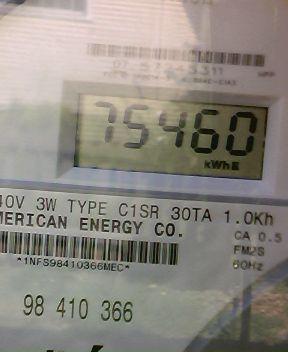 75460
kWh
40V 3W TYPE C1SR 30TA 1.0Kh
MERICAN ENERGY CO.
CA 0.5
*1NFS98410366MEC*
FM2S
60Hz
98 410 366